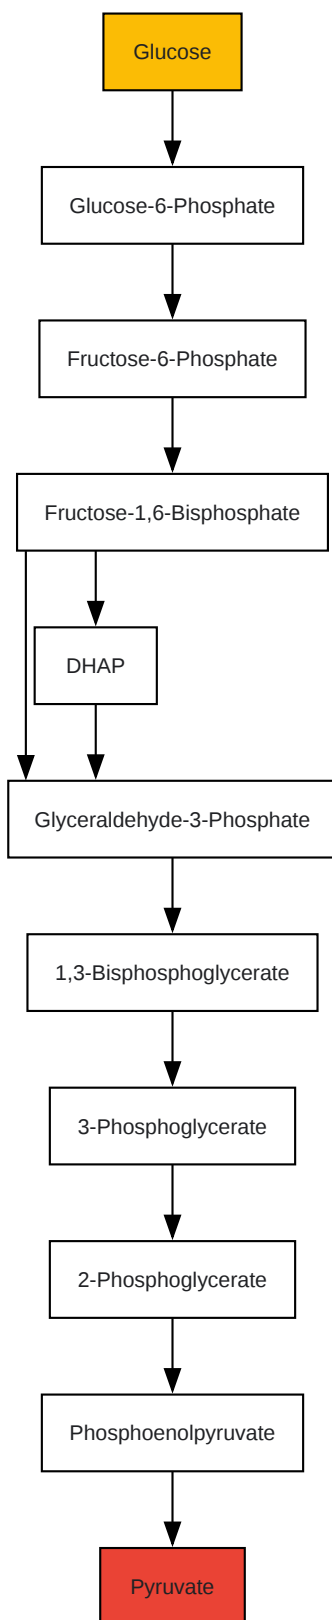 Glucose
Glucose-6-Phosphate
Fructose-6-Phosphate
Fructose-1,6-Bisphosphate
DHAP
Glyceraldehyde-3-Phosphate
1,3-Bisphosphoglycerate
3-Phosphoglycerate
2-Phosphoglycerate
Phosphoenolpyruvate
Pyruvate